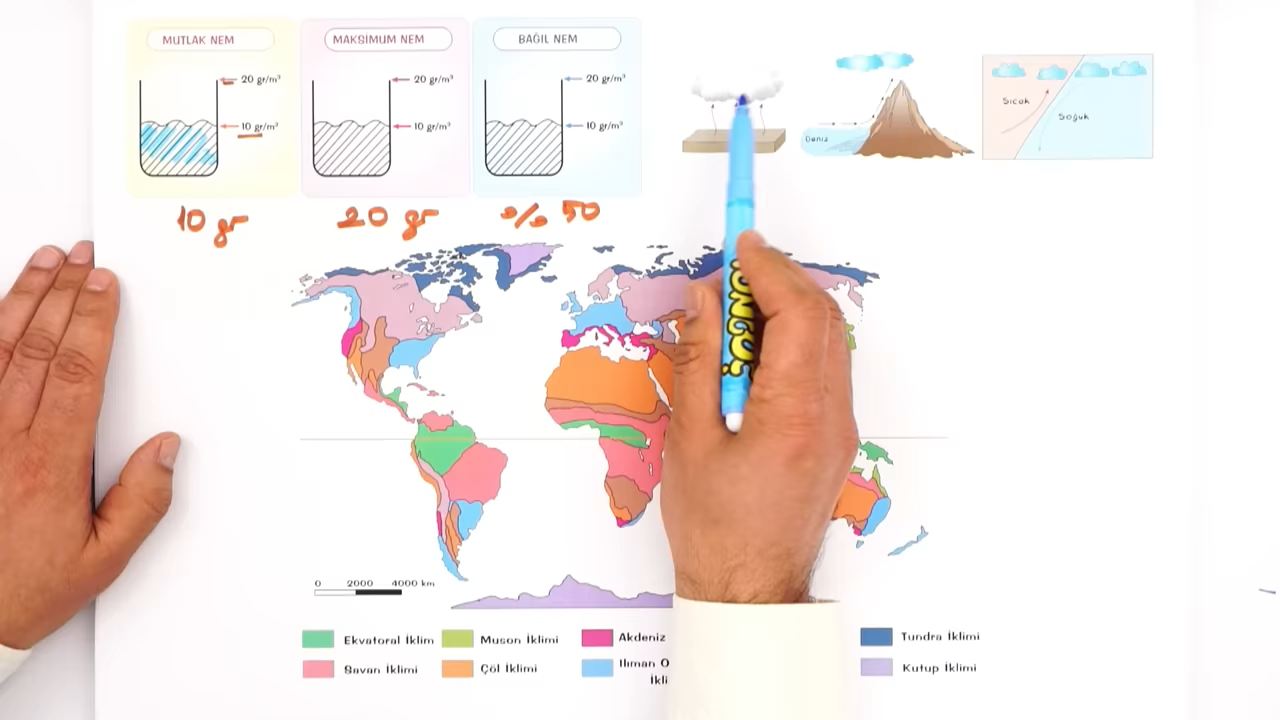 MUTLAK NEM
20 gr/m³
10 gr/m³
10 gr
MAKSİMUM NEM
20 gr/m³
10 gr/m³
20 gr
BAĞIL NEM
20 gr/m³
10 gr/m³
% 50
Deniz
Sıcak
Soğuk
TONGUÇ
0 2000 4000 km
Ekvatoral İklim
Muson İklimi
Akdeniz
Tundra İklimi
Savan İklimi
Çöl İklimi
Ilıman O
İkli
Kutup İklimi